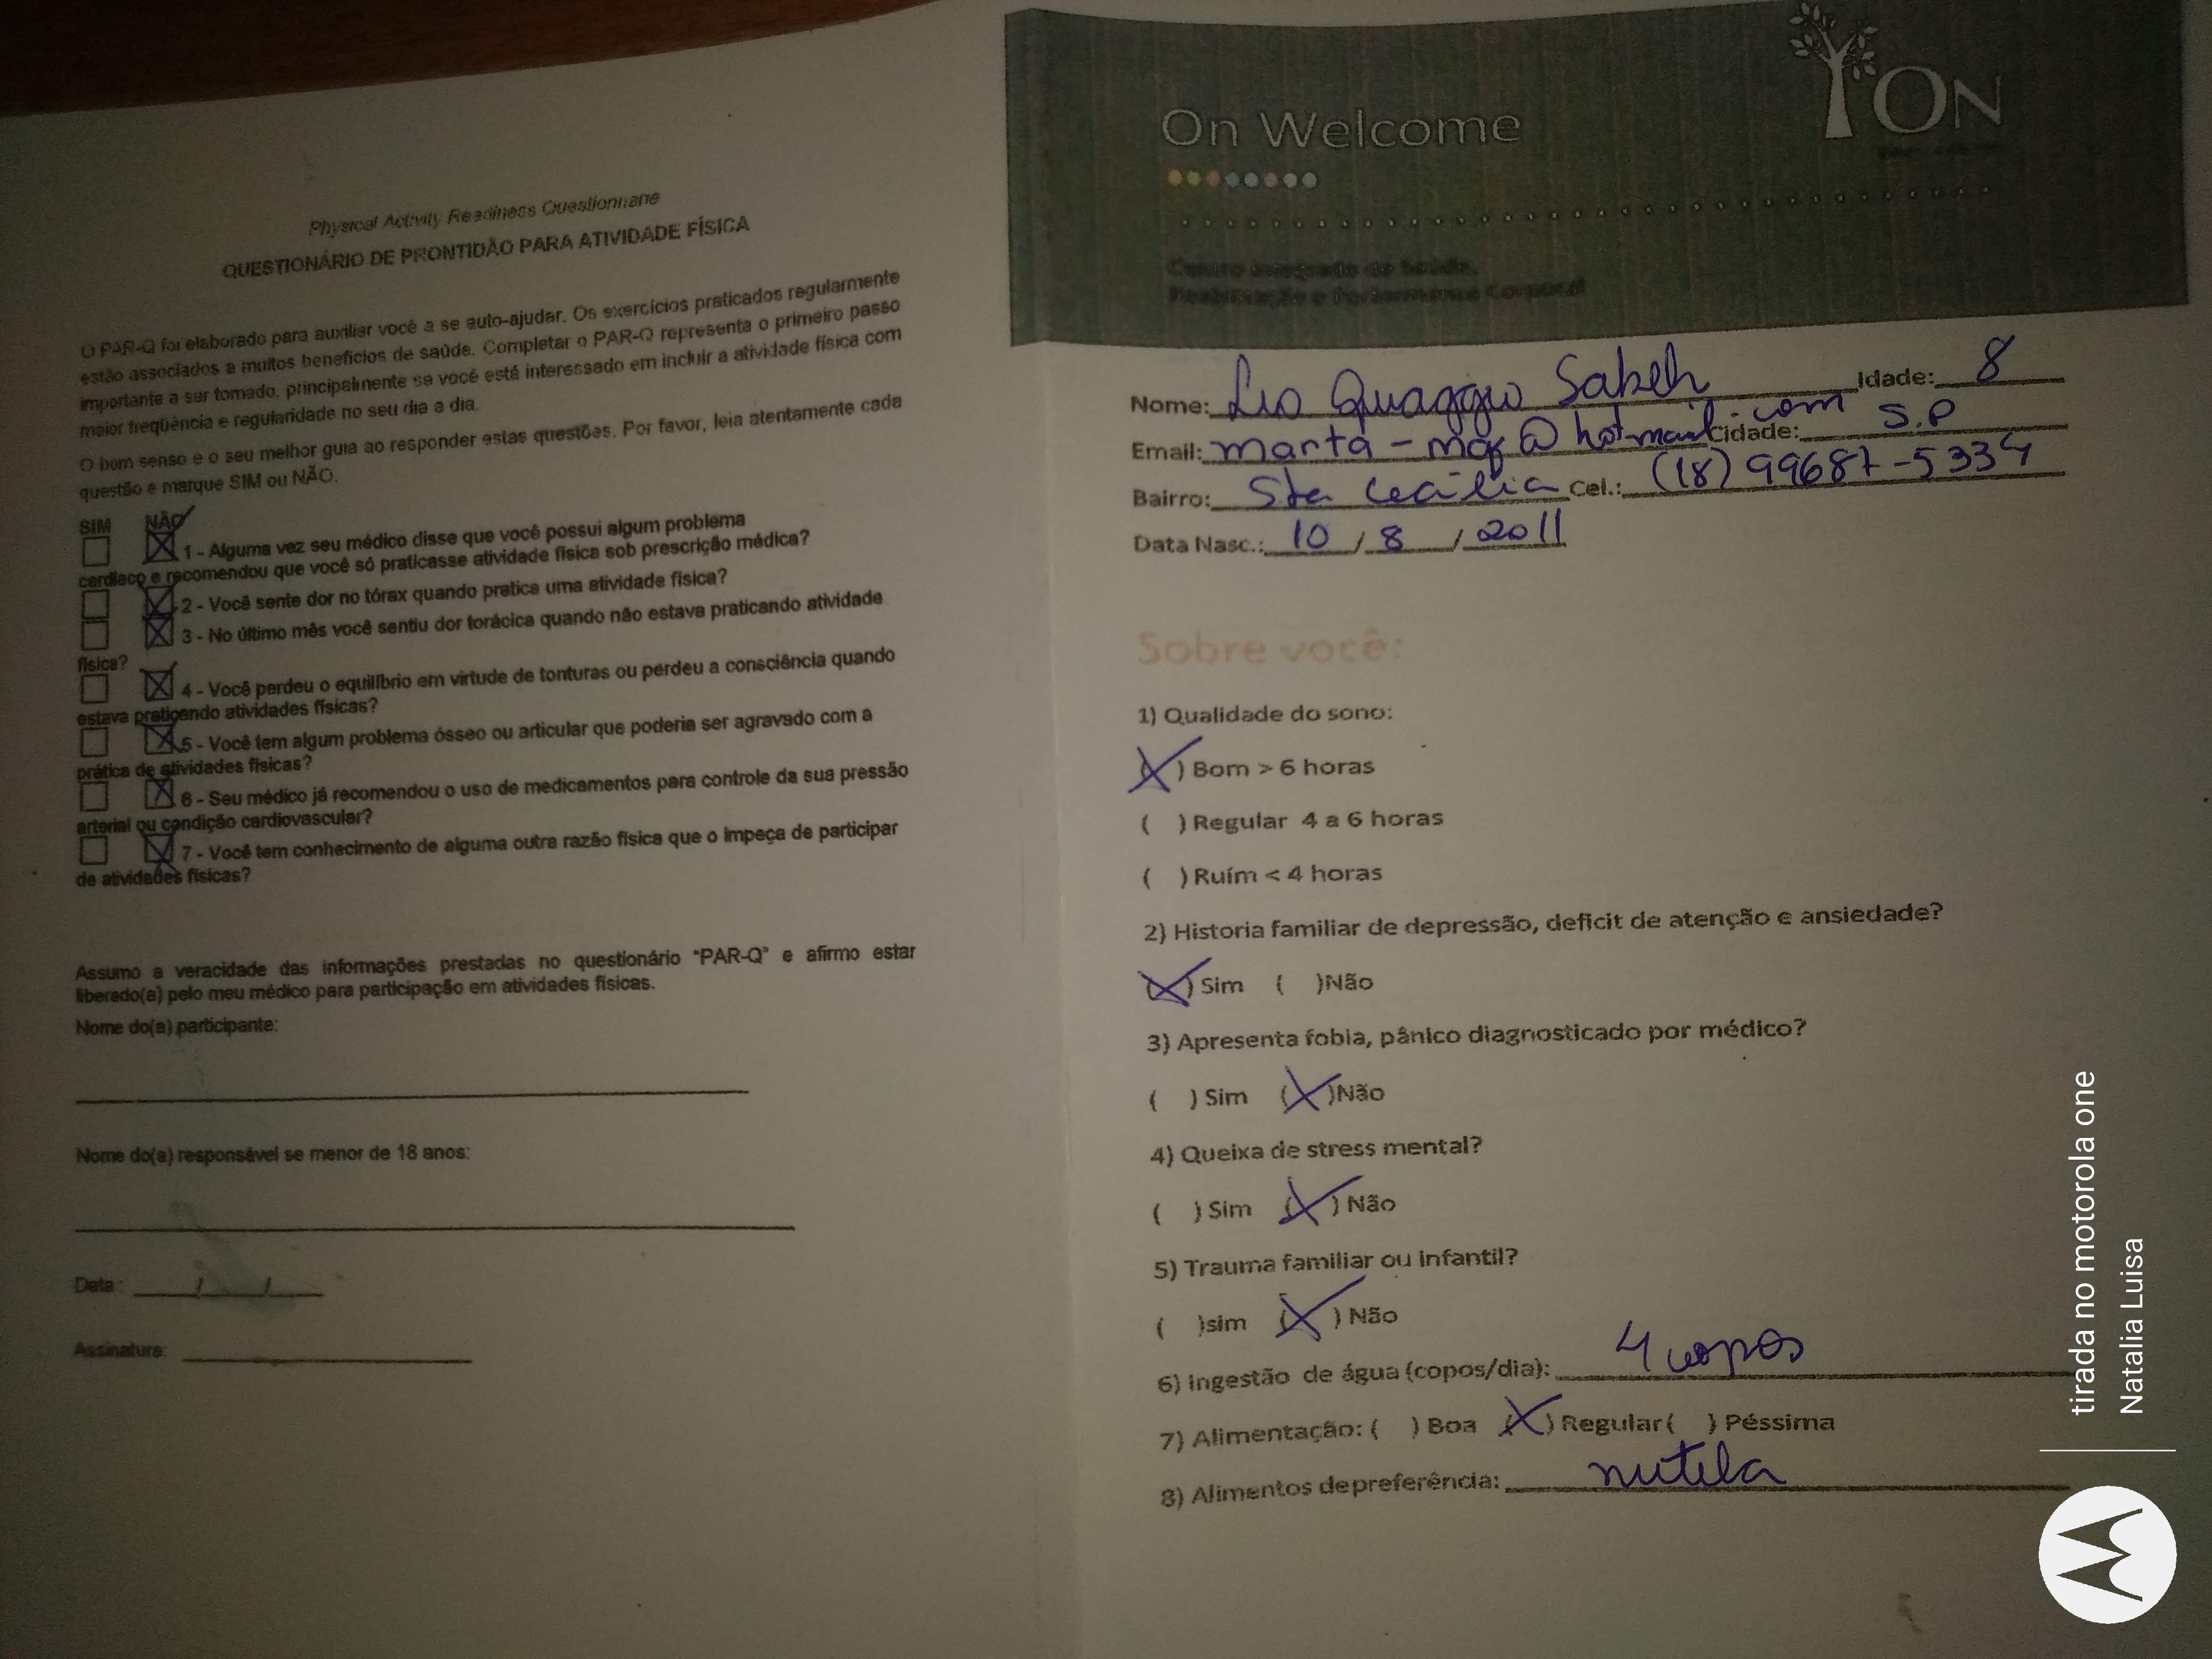 Physical Activity Readiness Questionnaire
QUESTIONÁRIO DE PRONTIDÃO PARA ATIVIDADE FÍSICA
O PAR-Q foi elaborado para auxiliar você a se auto-ajudar. Os exercícios praticados regularmente
estão associados a muitos benefícios de saúde. Completar o PAR-Q representa o primeiro passo
importante a ser tomado, principalmente se você está interessado em incluir a atividade física com
maior freqüência e regularidade no seu dia a dia.
O bom senso é o seu melhor guia ao responder estas questões. Por favor, leia atentamente cada
questão e marque SIM ou NÃO.
SIM NÃO
1 - Alguma vez seu médico disse que você possui algum problema
cardíaco e recomendou que você só praticasse atividade física sob prescrição médica?
2 - Você sente dor no tórax quando pratica uma atividade física?
3 - No último mês você sentiu dor torácica quando não estava praticando atividade
física?
4 - Você perdeu o equilíbrio em virtude de tonturas ou perdeu a consciência quando
estava praticando atividades físicas?
5 - Você tem algum problema ósseo ou articular que poderia ser agravado com a
prática de atividades físicas?
6 - Seu médico já recomendou o uso de medicamentos para controle da sua pressão
arterial ou condição cardiovascular?
7 - Você tem conhecimento de alguma outra razão física que o impeça de participar
de atividades físicas?
Assumo a veracidade das informações prestadas no questionário "PAR-Q" e afirmo estar
liberado(a) pelo meu médico para participação em atividades físicas.
Nome do(a) participante:
Nome do(a) responsável se menor de 18 anos:
Data: ___/___/___
Assinatura:
On Welcome
ON
Nome: Saheh Idade: 8
Email: manta-mgf@hotmail.com Cidade: S.P
Bairro: Sta Cecília Cel.: (18) 99687-5334
Data Nasc.: 10 / 8 / 2011
Sobre você:
1) Qualidade do sono:
(X) Bom > 6 horas
( ) Regular 4 a 6 horas
( ) Ruím < 4 horas
2) Historia familiar de depressão, deficit de atenção e ansiedade?
(X) Sim ( )Não
3) Apresenta fobia, pânico diagnosticado por médico?
( ) Sim (X)Não
4) Queixa de stress mental?
( ) Sim (X) Não
5) Trauma familiar ou infantil?
( )sim (X) Não
6) Ingestão de água (copos/dia): 4 copos
7) Alimentação: ( ) Boa (X) Regular ( ) Péssima
8) Alimentos de preferência: nutela
tirada no motorola one
Natalia Luisa